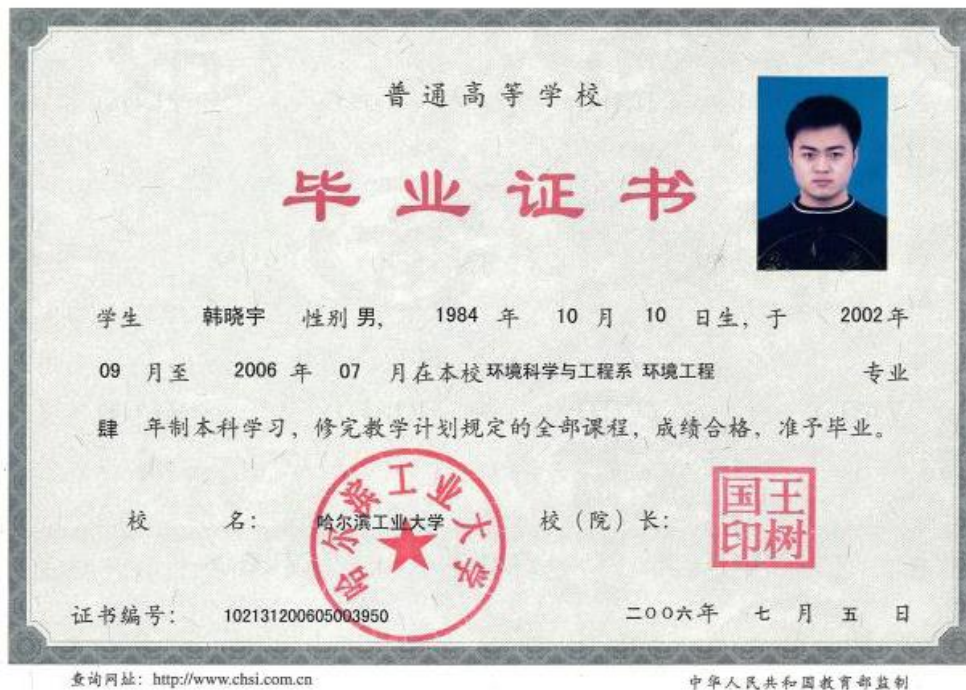 普通高等学校
毕业证书
学生 韩晓宇 性别 男, 1984 年 10 月 10 日生, 于 2002 年
09 月至 2006 年 07 月在本校 环境科学与工程系 环境工程 专业
肆 年制本科学习, 修完教学计划规定的全部课程, 成绩合格, 准予毕业。
校 名: 哈尔滨工业大学 校(院)长:
哈尔滨工业大学
王树国印
证书编号: 102131200605003950 二〇〇六年 七 月 五 日
查询网址: http://www.chsi.com.cn 中华人民共和国教育部监制